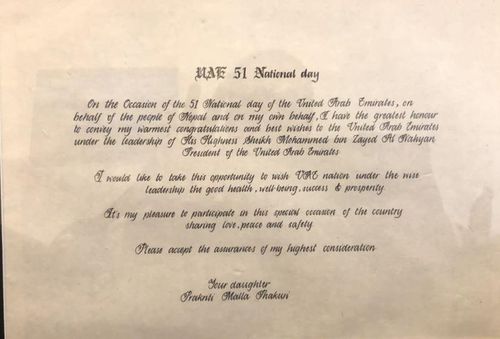 UAE 51 National day
On the Occasion of the 51 National day of the United Arab Emirates, on
behalf of the people of Nepal and on my own behalf, I have the greatest honour
to convey my warmest congratulations and best wishes to the United Arab Emirates
under the leadership of His Highness Sheikh Mohammed bin Zayed Al Nahyan
President of the United Arab Emirates
I would like to take this opportunity to wish UAE nation under the wise
leadership the good health, well-being, success & prosperity.
It's my pleasure to participate in this special occasion of the country
sharing love, peace and safety.
Please accept the assurances of my highest consideration
Your daughter
Prakriti Malla Thakuri